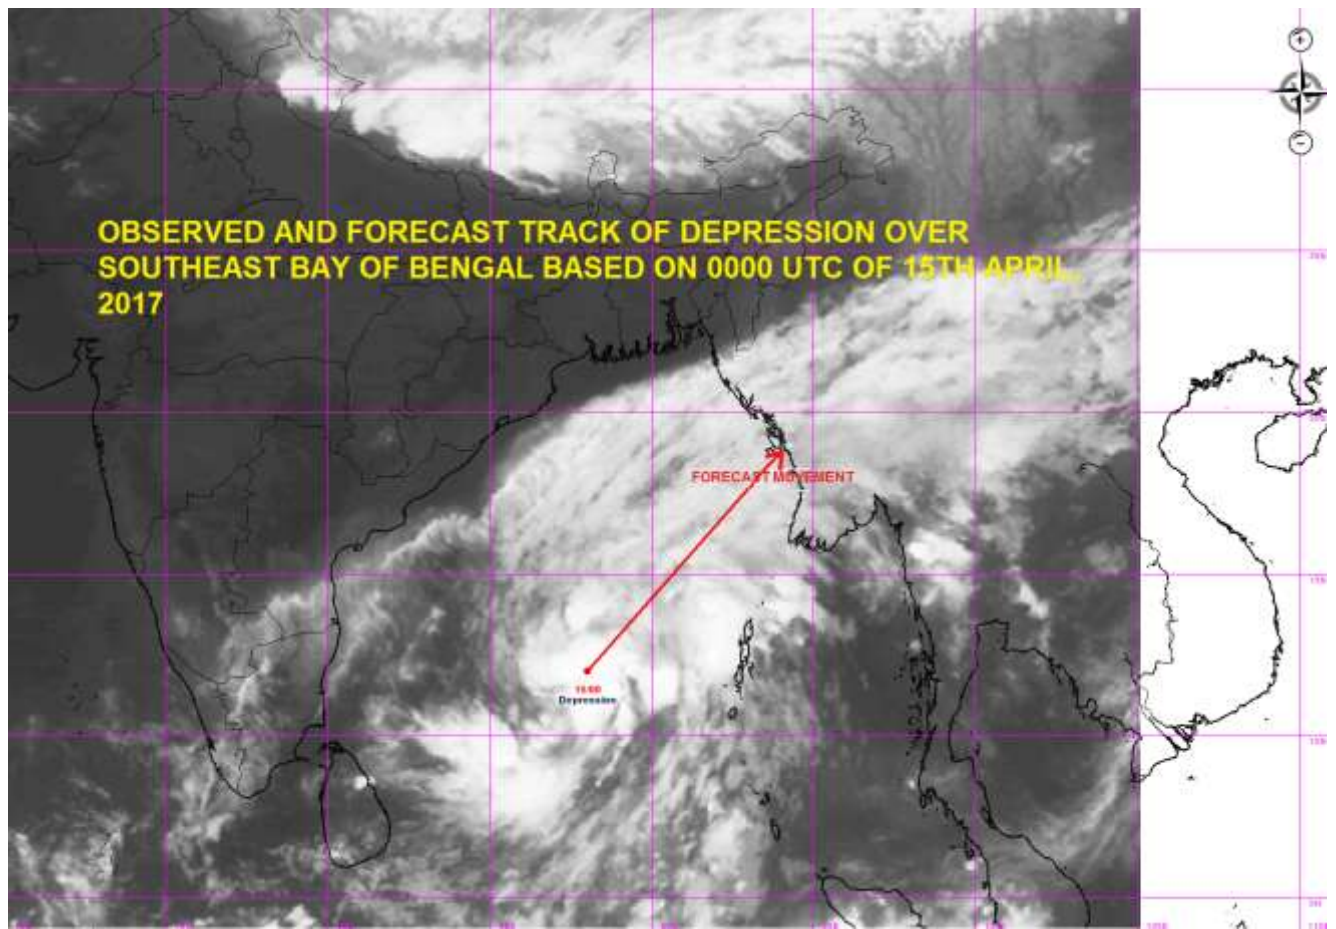 OBSERVED AND FORECAST TRACK OF DEPRESSION OVER
SOUTHEAST BAY OF BENGAL BASED ON 0000 UTC OF 15TH APRIL,
2017
FORECAST MOVEMENT
Depression